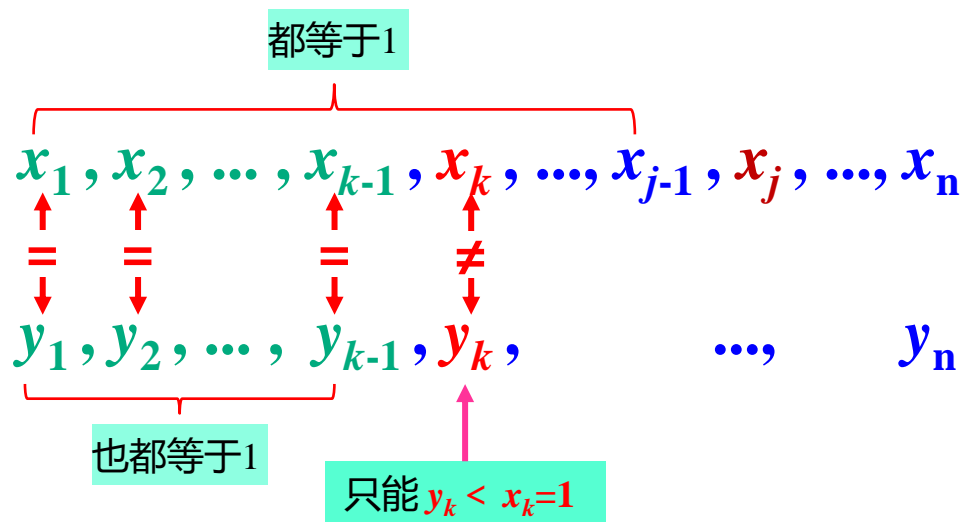 都等于1
x₁ , x₂ , ... , xₖ₋₁ , xₖ , ..., xⱼ₋₁ , xⱼ , ..., xₙ
= = = ≠
y₁ , y₂ , ... , yₖ₋₁ , yₖ , ..., yₙ
也都等于1
只能 yₖ < xₖ=1